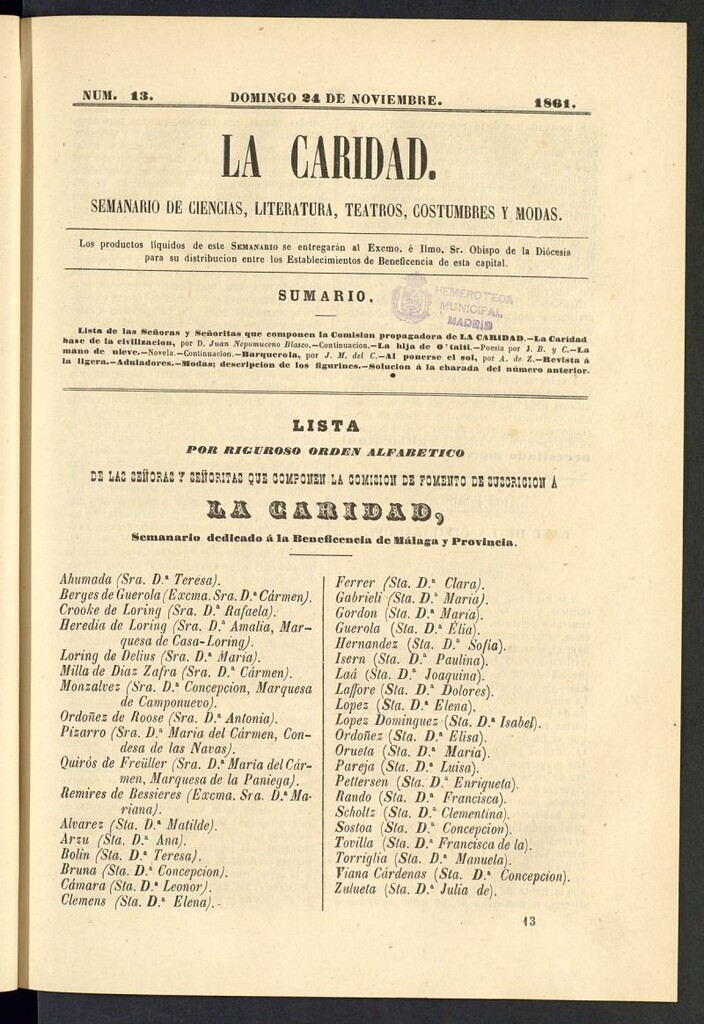 NUM. 13. DOMINGO 24 DE NOVIEMBRE. 1861.
LA CARIDAD.
SEMANARIO DE CIENCIAS, LITERATURA, TEATROS, COSTUMBRES Y MODAS.
Los productos líquidos de este SEMANARIO se entregarán al Excmo. é Ilmo. Sr. Obispo de la Diócesis
para su distribucion entre los Establecimientos de Beneficencia de esta capital.
HEMEROTECA
MUNICIPAL
MADRID
SUMARIO.
Lista de las Señoras y Señoritas que componen la Comision propagadora de LA CARIDAD.—La Caridad
base de la civilizacion, por D. Juan Nepomuceno Blasco.—Continuacion.—La hija de O'taiti.—Poesia por J. B. y C.—La
mano de nieve.—Novela.—Continuacion.—Barquerola, por J. M. del C.—Al ponerse el sol, por A. de Z.—Revista á
la ligera.—Aduladores.—Modas; descripcion de los figurines.—Solucion á la charada del número anterior.
LISTA
POR RIGUROSO ORDEN ALFABETICO
DE LAS SEÑORAS Y SEÑORITAS QUE COMPONEN LA COMISION DE FOMENTO DE SUSCRICION Á
LA CARIDAD,
Semanario dedicado á la Beneficencia de Málaga y Provincia.
Ahumada (Sra. D.ª Teresa).
Berges de Guerola (Excma. Sra. D.ª Cármen).
Crooke de Loring (Sra. D.ª Rafaela).
Heredia de Loring (Sra. D.ª Amalia, Mar-
quesa de Casa-Loring).
Loring de Delius (Sra. D.ª Maria).
Milla de Diaz Zafra (Sra. D.ª Cármen).
Monzalvez (Sra. D.ª Concepcion, Marquesa
de Camponuevo).
Ordoñez de Roose (Sra. D.ª Antonia).
Pizarro (Sra. D.ª Maria del Cármen, Con-
desa de las Navas).
Quirós de Freüller (Sra. D.ª Maria del Cár-
men, Marquesa de la Paniega).
Remires de Bessieres (Excma. Sra. D.ª Ma-
riana).
Alvarez (Sta. D.ª Matilde).
Arzu (Sta. D.ª Ana).
Bolin (Sta. D.ª Teresa).
Bruna (Sta. D.ª Concepcion).
Cámara (Sta. D.ª Leonor).
Clemens (Sta. D.ª Elena).
Ferrer (Sta. D.ª Clara).
Gabrieli (Sta. D.ª Maria).
Gordon (Sta. D.ª Maria).
Guerola (Sta. D.ª Elia).
Hernandez (Sta. D.ª Sofia).
Isern (Sta. D.ª Paulina).
Laá (Sta. D.ª Joaquina).
Laffore (Sta. D.ª Dolores).
Lopez (Sta. D.ª Elena).
Lopez Dominguez (Sta. D.ª Isabel).
Ordoñez (Sta. D.ª Elisa).
Orueta (Sta. D.ª Maria).
Pareja (Sta. D.ª Luisa).
Pettersen (Sta. D.ª Enriqueta).
Rando (Sta. D.ª Francisca).
Scholtz (Sta. D.ª Clementina).
Sostoa (Sta. D.ª Concepcion).
Tovilla (Sta. D.ª Francisca de la).
Torriglia (Sta. D.ª Manuela).
Viana Cárdenas (Sta. D.ª Concepcion).
Zulueta (Sta. D.ª Julia de).
13